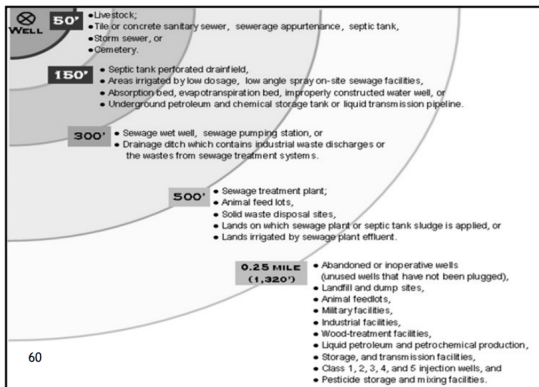 WELL
50'
• Livestock;
• Tile or concrete sanitary sewer, sewerage appurtenance, septic tank,
• Storm sewer, or
• Cemetery.
150'
• Septic tank perforated drainfield,
• Areas irrigated by low dosage, low angle spray on-site sewage facilities,
• Absorption bed, evapotranspiration bed, improperly constructed water well, or
• Underground petroleum and chemical storage tank or liquid transmission pipeline.
300'
• Sewage wet well, sewage pumping station, or
• Drainage ditch which contains industrial waste discharges or
the wastes from sewage treatment systems.
500'
• Sewage treatment plant;
• Animal feed lots,
• Solid waste disposal sites,
• Lands on which sewage plant or septic tank sludge is applied, or
• Lands irrigated by sewage plant effluent.
0.25 MILE
(1,320')
• Abandoned or inoperative wells
(unused wells that have not been plugged),
• Landfill and dump sites,
• Animal feedlots,
• Military facilities,
• Industrial facilities,
• Wood-treatment facilities,
• Liquid petroleum and petrochemical production,
• Storage, and transmission facilities,
• Class 1, 2, 3, 4, and 5 injection wells, and
• Pesticide storage and mixing facilities.
60